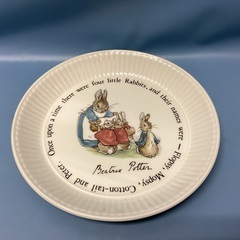 Once upon a time there were four little Rabbits, and their names were — Flopsy, Mopsy, Cotton-tail and Peter.
Beatrix Potter